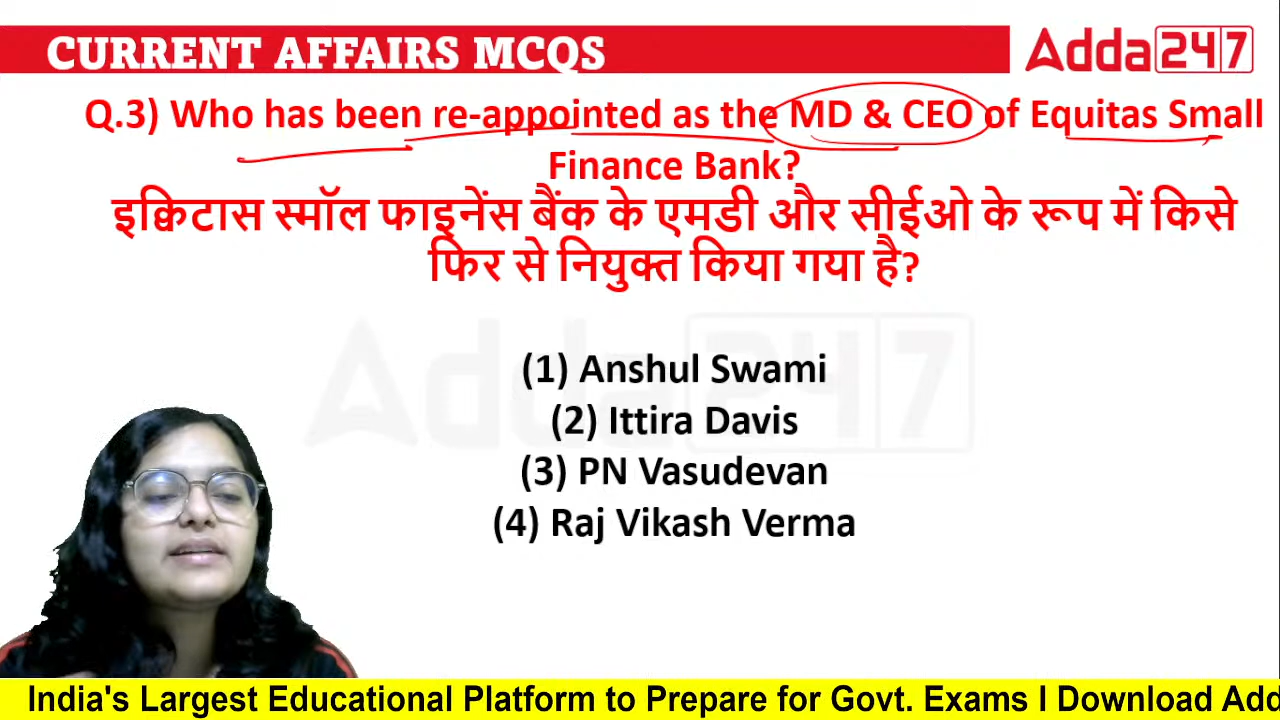 CURRENT AFFAIRS MCQS
Adda247
Q.3) Who has been re-appointed as the MD & CEO of Equitas Small
Finance Bank?
इक्विटास स्मॉल फाइनेंस बैंक के एमडी और सीईओ के रूप में किसे
फिर से नियुक्त किया गया है?
Adda247
(1) Anshul Swami
(2) Ittira Davis
(3) PN Vasudevan
(4) Raj Vikash Verma
India's Largest Educational Platform to Prepare for Govt. Exams I Download Add